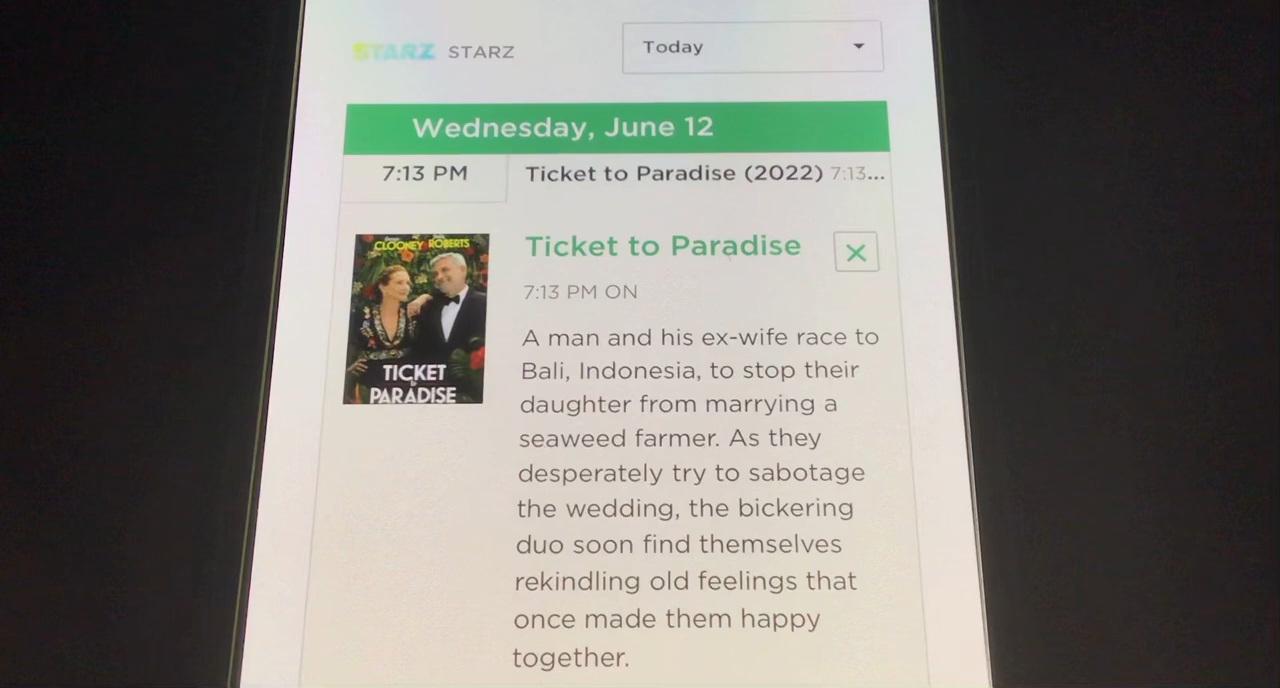 STARZ STARZ
Today
Wednesday, June 12
7:13 PM
Ticket to Paradise (2022) 7:13...
CLOONEY ROBERTS
TICKET
to
PARADISE
Ticket to Paradise
7:13 PM ON
A man and his ex-wife race to
Bali, Indonesia, to stop their
daughter from marrying a
seaweed farmer. As they
desperately try to sabotage
the wedding, the bickering
duo soon find themselves
rekindling old feelings that
once made them happy
together.